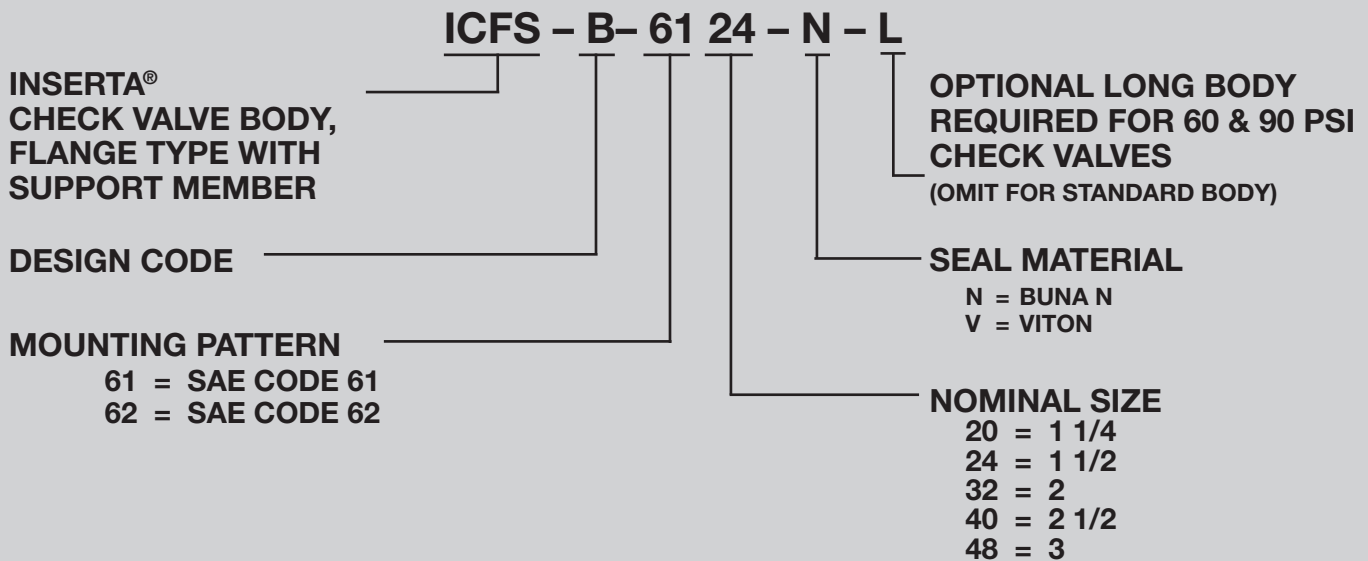 ICFS – B– 61 24 – N – L
INSERTA®
CHECK VALVE BODY,
FLANGE TYPE WITH
SUPPORT MEMBER
DESIGN CODE
MOUNTING PATTERN
61 = SAE CODE 61
62 = SAE CODE 62
OPTIONAL LONG BODY
REQUIRED FOR 60 & 90 PSI
CHECK VALVES
(OMIT FOR STANDARD BODY)
SEAL MATERIAL
N = BUNA N
V = VITON
NOMINAL SIZE
20 = 1 1/4
24 = 1 1/2
32 = 2
40 = 2 1/2
48 = 3